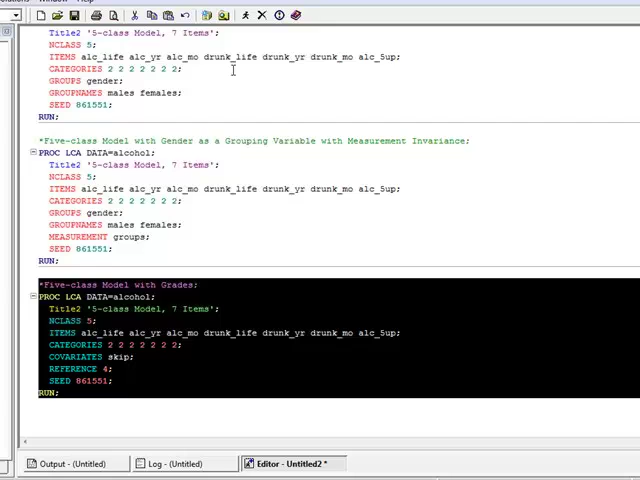 Window Help
Title2 '5-class Model, 7 Items';
NCLASS 5;
ITEMS alc_life alc_yr alc_mo drunk_life drunk_yr drunk_mo alc_5up;
CATEGORIES 2 2 2 2 2 2 2;
GROUPS gender;
GROUPNAMES males females;
SEED 861551;
RUN;
*Five-class Model with Gender as a Grouping Variable with Measurement Invariance;
PROC LCA DATA=alcohol;
Title2 '5-class Model, 7 Items';
NCLASS 5;
ITEMS alc_life alc_yr alc_mo drunk_life drunk_yr drunk_mo alc_5up;
CATEGORIES 2 2 2 2 2 2 2;
GROUPS gender;
GROUPNAMES males females;
MEASUREMENT groups;
SEED 861551;
RUN;
*Five-class Model with Grades;
PROC LCA DATA=alcohol;
Title2 '5-class Model, 7 Items';
NCLASS 5;
ITEMS alc_life alc_yr alc_mo drunk_life drunk_yr drunk_mo alc_5up;
CATEGORIES 2 2 2 2 2 2 2;
COVARIATES skip;
REFERENCE 4;
SEED 861551;
RUN;
Output - (Untitled) Log - (Untitled) Editor - Untitled2 *